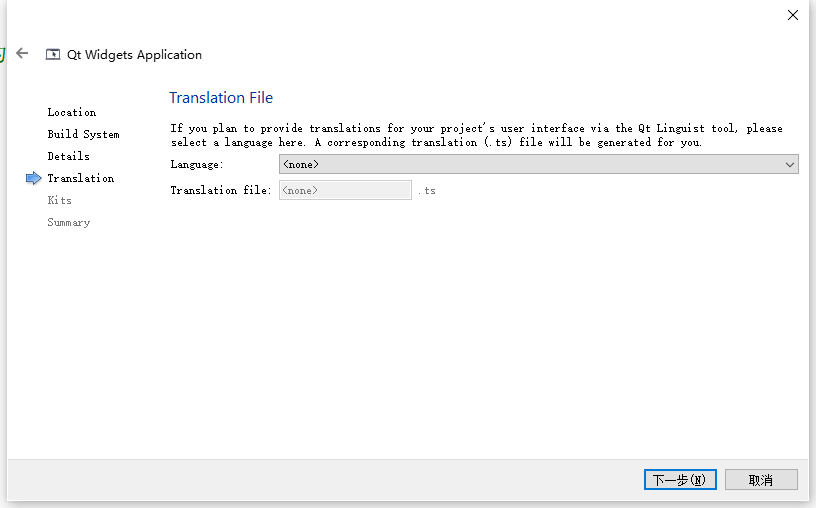 Qt Widgets Application
Location
Build System
Details
Translation
Kits
Summary
Translation File
If you plan to provide translations for your project's user interface via the Qt Linguist tool, please
select a language here. A corresponding translation (.ts) file will be generated for you.
Language: <none>
Translation file: <none> .ts
下一步(N) 取消